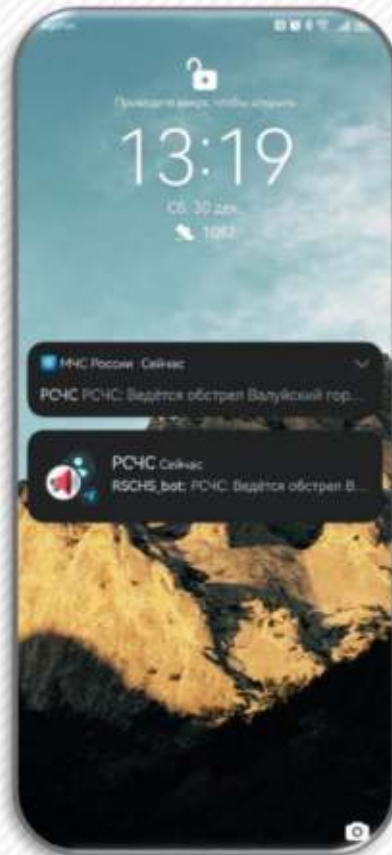 Проведите вверх, чтобы открыть
13:19
Сб, 30 дек.
1082
МЧС России Сейчас
РСЧС РСЧС: Ведётся обстрел Валуйский гор...
РСЧС Сейчас
RSCHS_bot: РСЧС: Ведётся обстрел В...